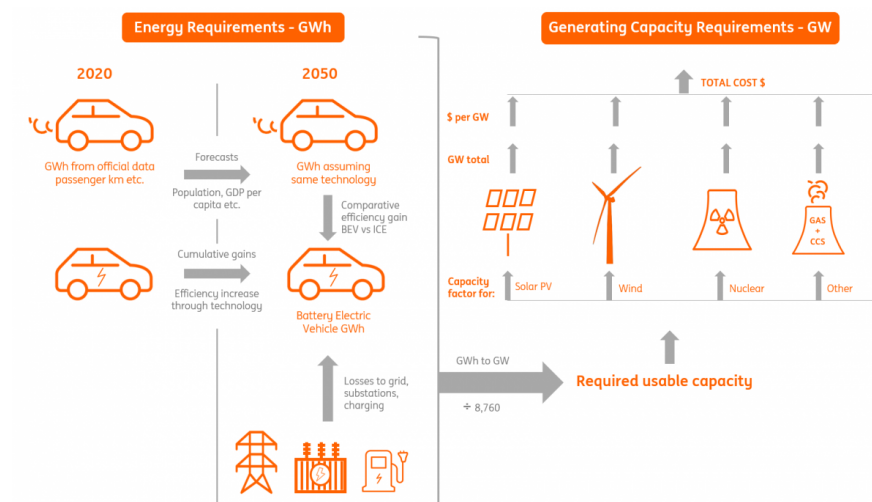 Energy Requirements - GWh
2020
2050
GWh from official data
passenger km etc.
Forecasts
Population, GDP per
capita etc.
GWh assuming
same technology
Comparative
efficiency gain
BEV vs ICE
Cumulative gains
Efficiency increase
through technology
Battery Electric
Vehicle GWh
Losses to grid,
substations,
charging
GWh to GW
÷ 8,760
Generating Capacity Requirements - GW
TOTAL COST $
$ per GW
GW total
GAS
+
CCS
Capacity
factor for:
Solar PV
Wind
Nuclear
Other
Required usable capacity